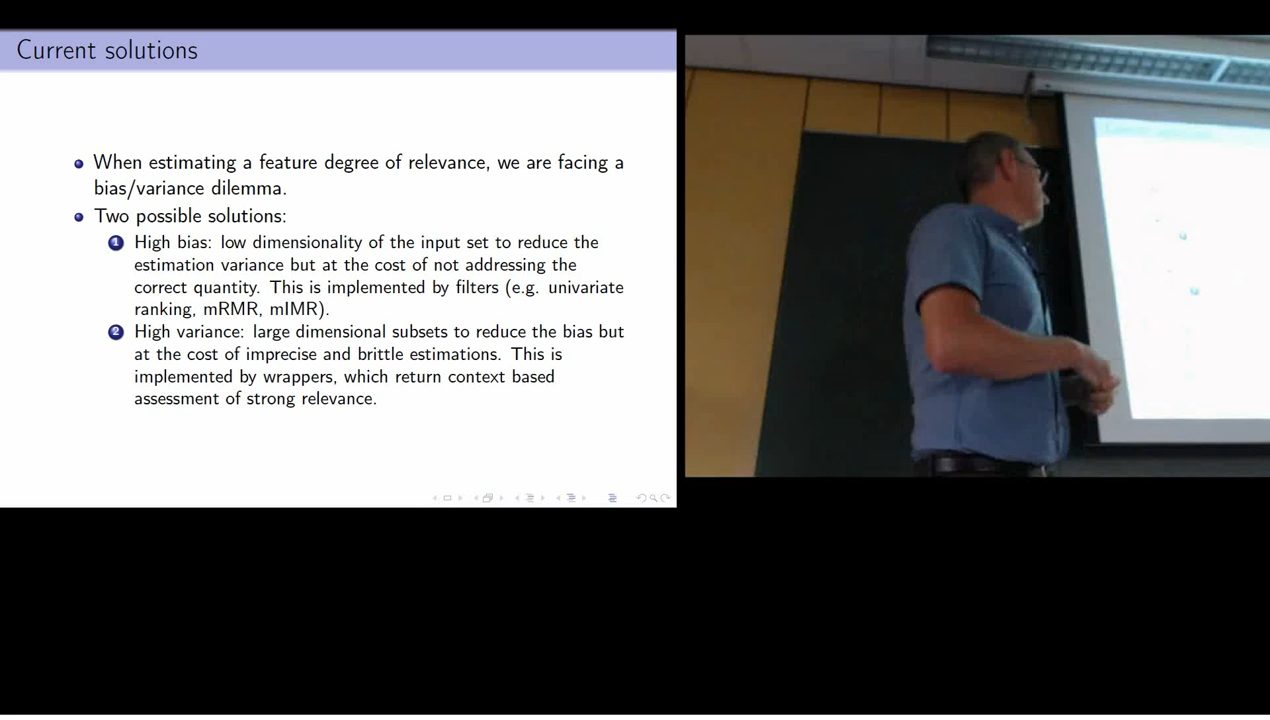 Current solutions
When estimating a feature degree of relevance, we are facing a
bias/variance dilemma.
Two possible solutions:
1 High bias: low dimensionality of the input set to reduce the
estimation variance but at the cost of not addressing the
correct quantity. This is implemented by filters (e.g. univariate
ranking, mRMR, mIMR).
2 High variance: large dimensional subsets to reduce the bias but
at the cost of imprecise and brittle estimations. This is
implemented by wrappers, which return context based
assessment of strong relevance.